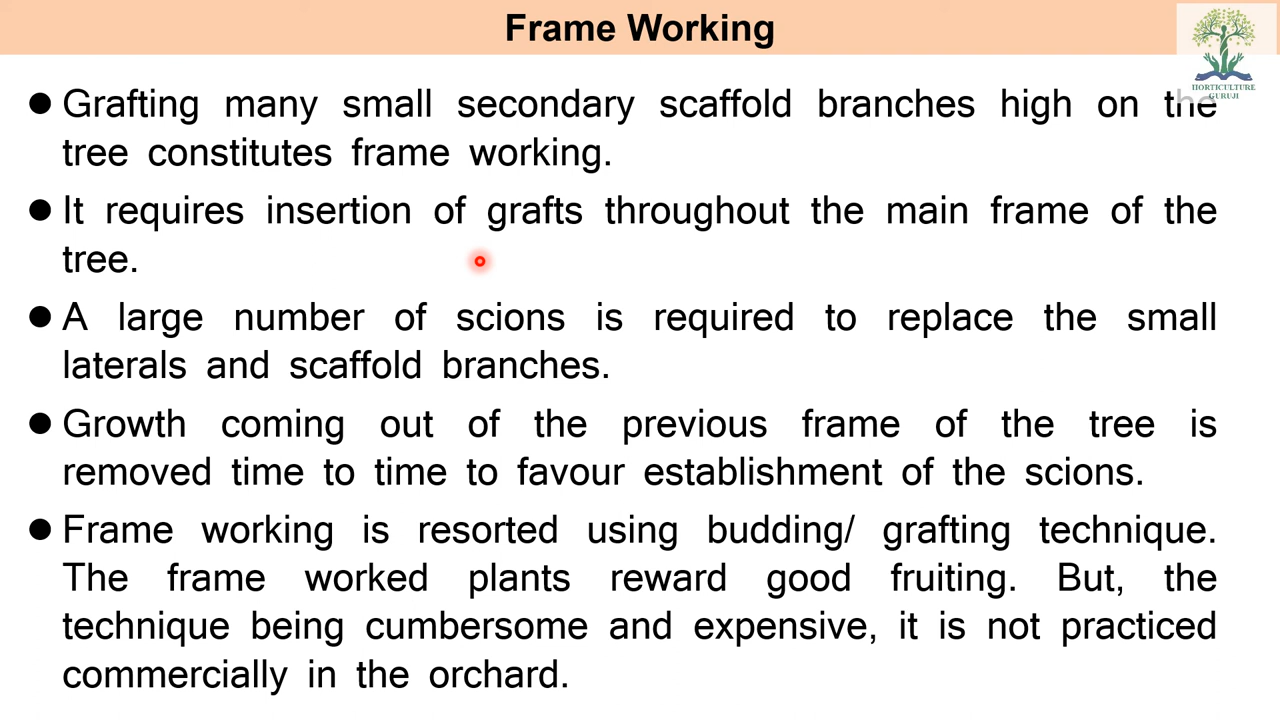 Frame Working
HORTICULTURE
GURUJI
● Grafting many small secondary scaffold branches high on the
tree constitutes frame working.
● It requires insertion of grafts throughout the main frame of the
tree.
● A large number of scions is required to replace the small
laterals and scaffold branches.
● Growth coming out of the previous frame of the tree is
removed time to time to favour establishment of the scions.
● Frame working is resorted using budding/ grafting technique.
The frame worked plants reward good fruiting. But, the
technique being cumbersome and expensive, it is not practiced
commercially in the orchard.